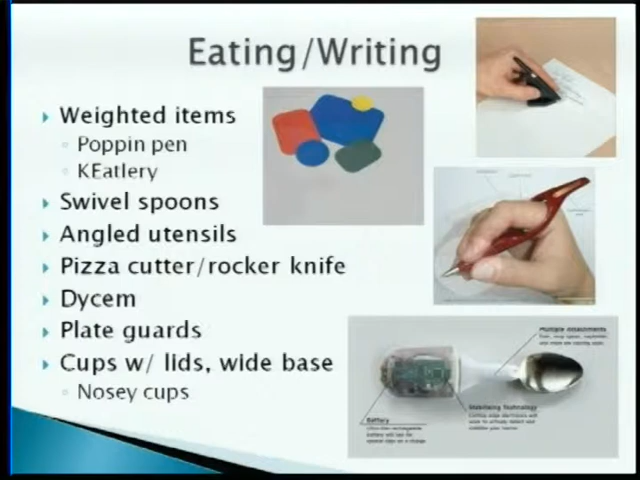 Eating/Writing
Weighted items
Poppin pen
KEatlery
Swivel spoons
Angled utensils
Pizza cutter/rocker knife
Dycem
Plate guards
Cups w/ lids, wide base
Nosey cups
Multiple Attachments
Stabilizing Technology
Battery